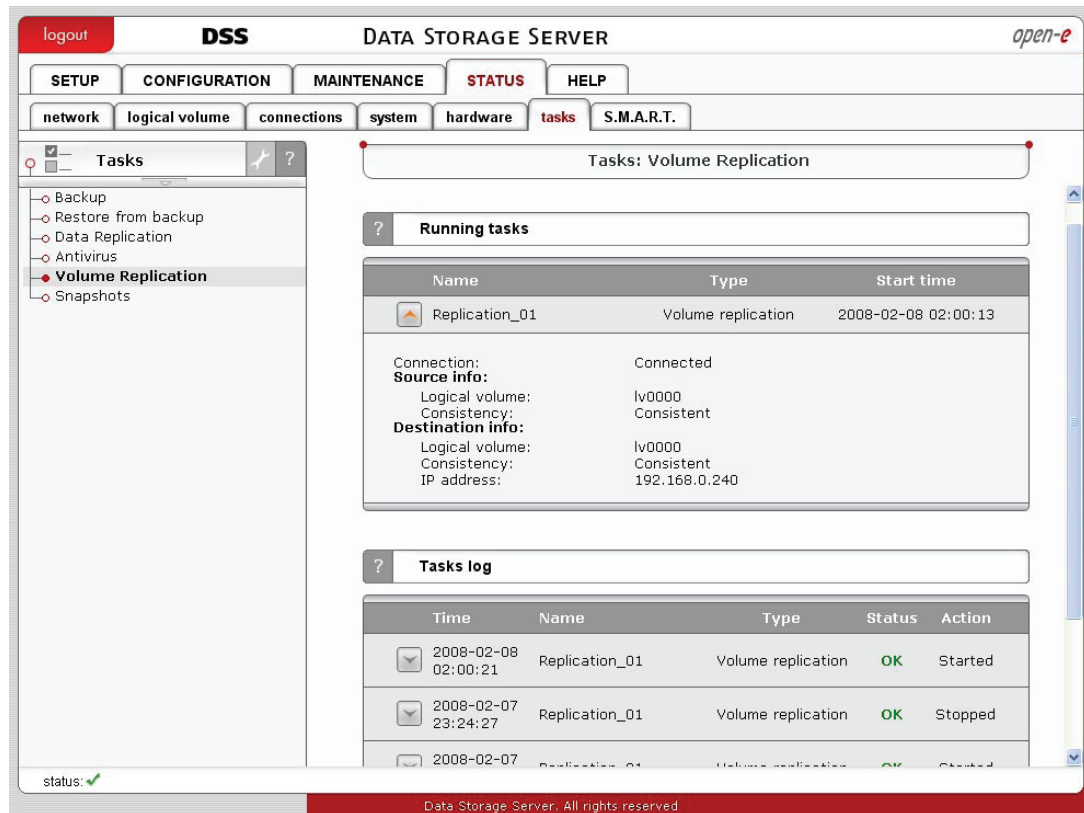 logout DSS DATA STORAGE SERVER open-e
SETUP CONFIGURATION MAINTENANCE STATUS HELP
network logical volume connections system hardware tasks S.M.A.R.T.
Tasks ?
Backup
Restore from backup
Data Replication
Antivirus
Volume Replication
Snapshots
Tasks: Volume Replication
? Running tasks
Name Type Start time
Replication_01 Volume replication 2008-02-08 02:00:13
Connection: Connected
Source info:
Logical volume: lv0000
Consistency: Consistent
Destination info:
Logical volume: lv0000
Consistency: Consistent
IP address: 192.168.0.240
? Tasks log
Time Name Type Status Action
2008-02-08
02:00:21 Replication_01 Volume replication OK Started
2008-02-07
23:24:27 Replication_01 Volume replication OK Stopped
2008-02-07
Replication_01 Volume replication OK Started
status:
Data Storage Server. All rights reserved